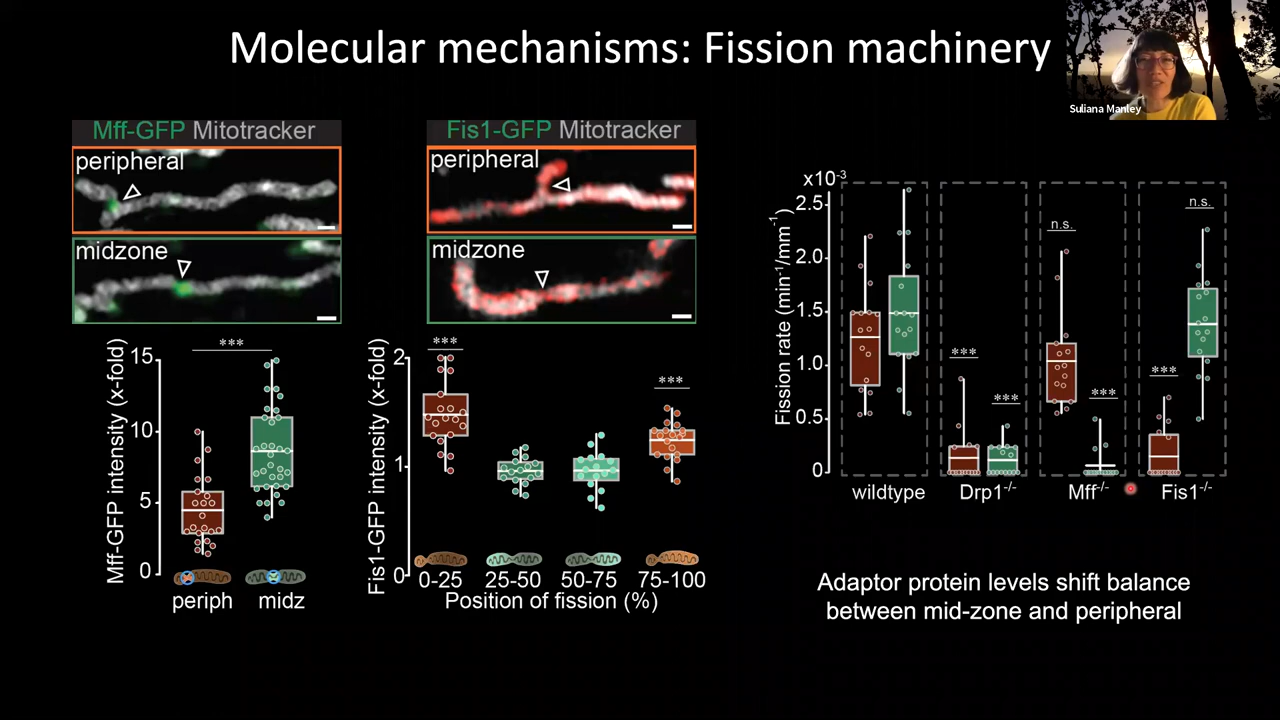 Molecular mechanisms: Fission machinery
Suliana Manley
Mff-GFP Mitotracker
peripheral
midzone
Fis1-GFP Mitotracker
peripheral
midzone
Mff-GFP intensity (x-fold)
15
10
5
0
***
periph
midz
Fis1-GFP intensity (x-fold)
2
1
0
***
***
0-25
25-50
50-75
75-100
Position of fission (%)
x10⁻³
Fission rate (min⁻¹/mm⁻¹)
2.5
2.0
1.5
1.0
0.5
0
***
***
n.s.
***
***
n.s.
wildtype
Drp1⁻/⁻
Mff⁻/⁻
Fis1⁻/⁻
Adaptor protein levels shift balance
between mid-zone and peripheral